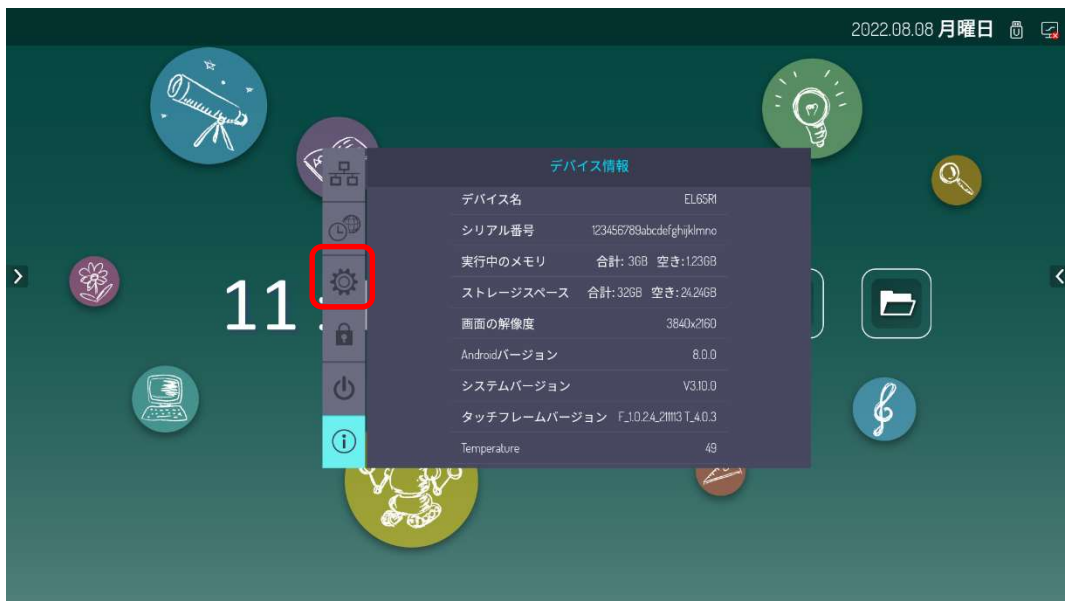 2022.08.08 月曜日
11
デバイス情報
デバイス名 EL65R1
シリアル番号 123456789abcdefghijklmno
実行中のメモリ 合計: 3GB 空き:1.23GB
ストレージスペース 合計: 32GB 空き: 24.24GB
画面の解像度 3840x2160
Androidバージョン 8.0.0
システムバージョン V3.10.0
タッチフレームバージョン F_1.0.2.4_211113 T_4.0.3
Temperature 49